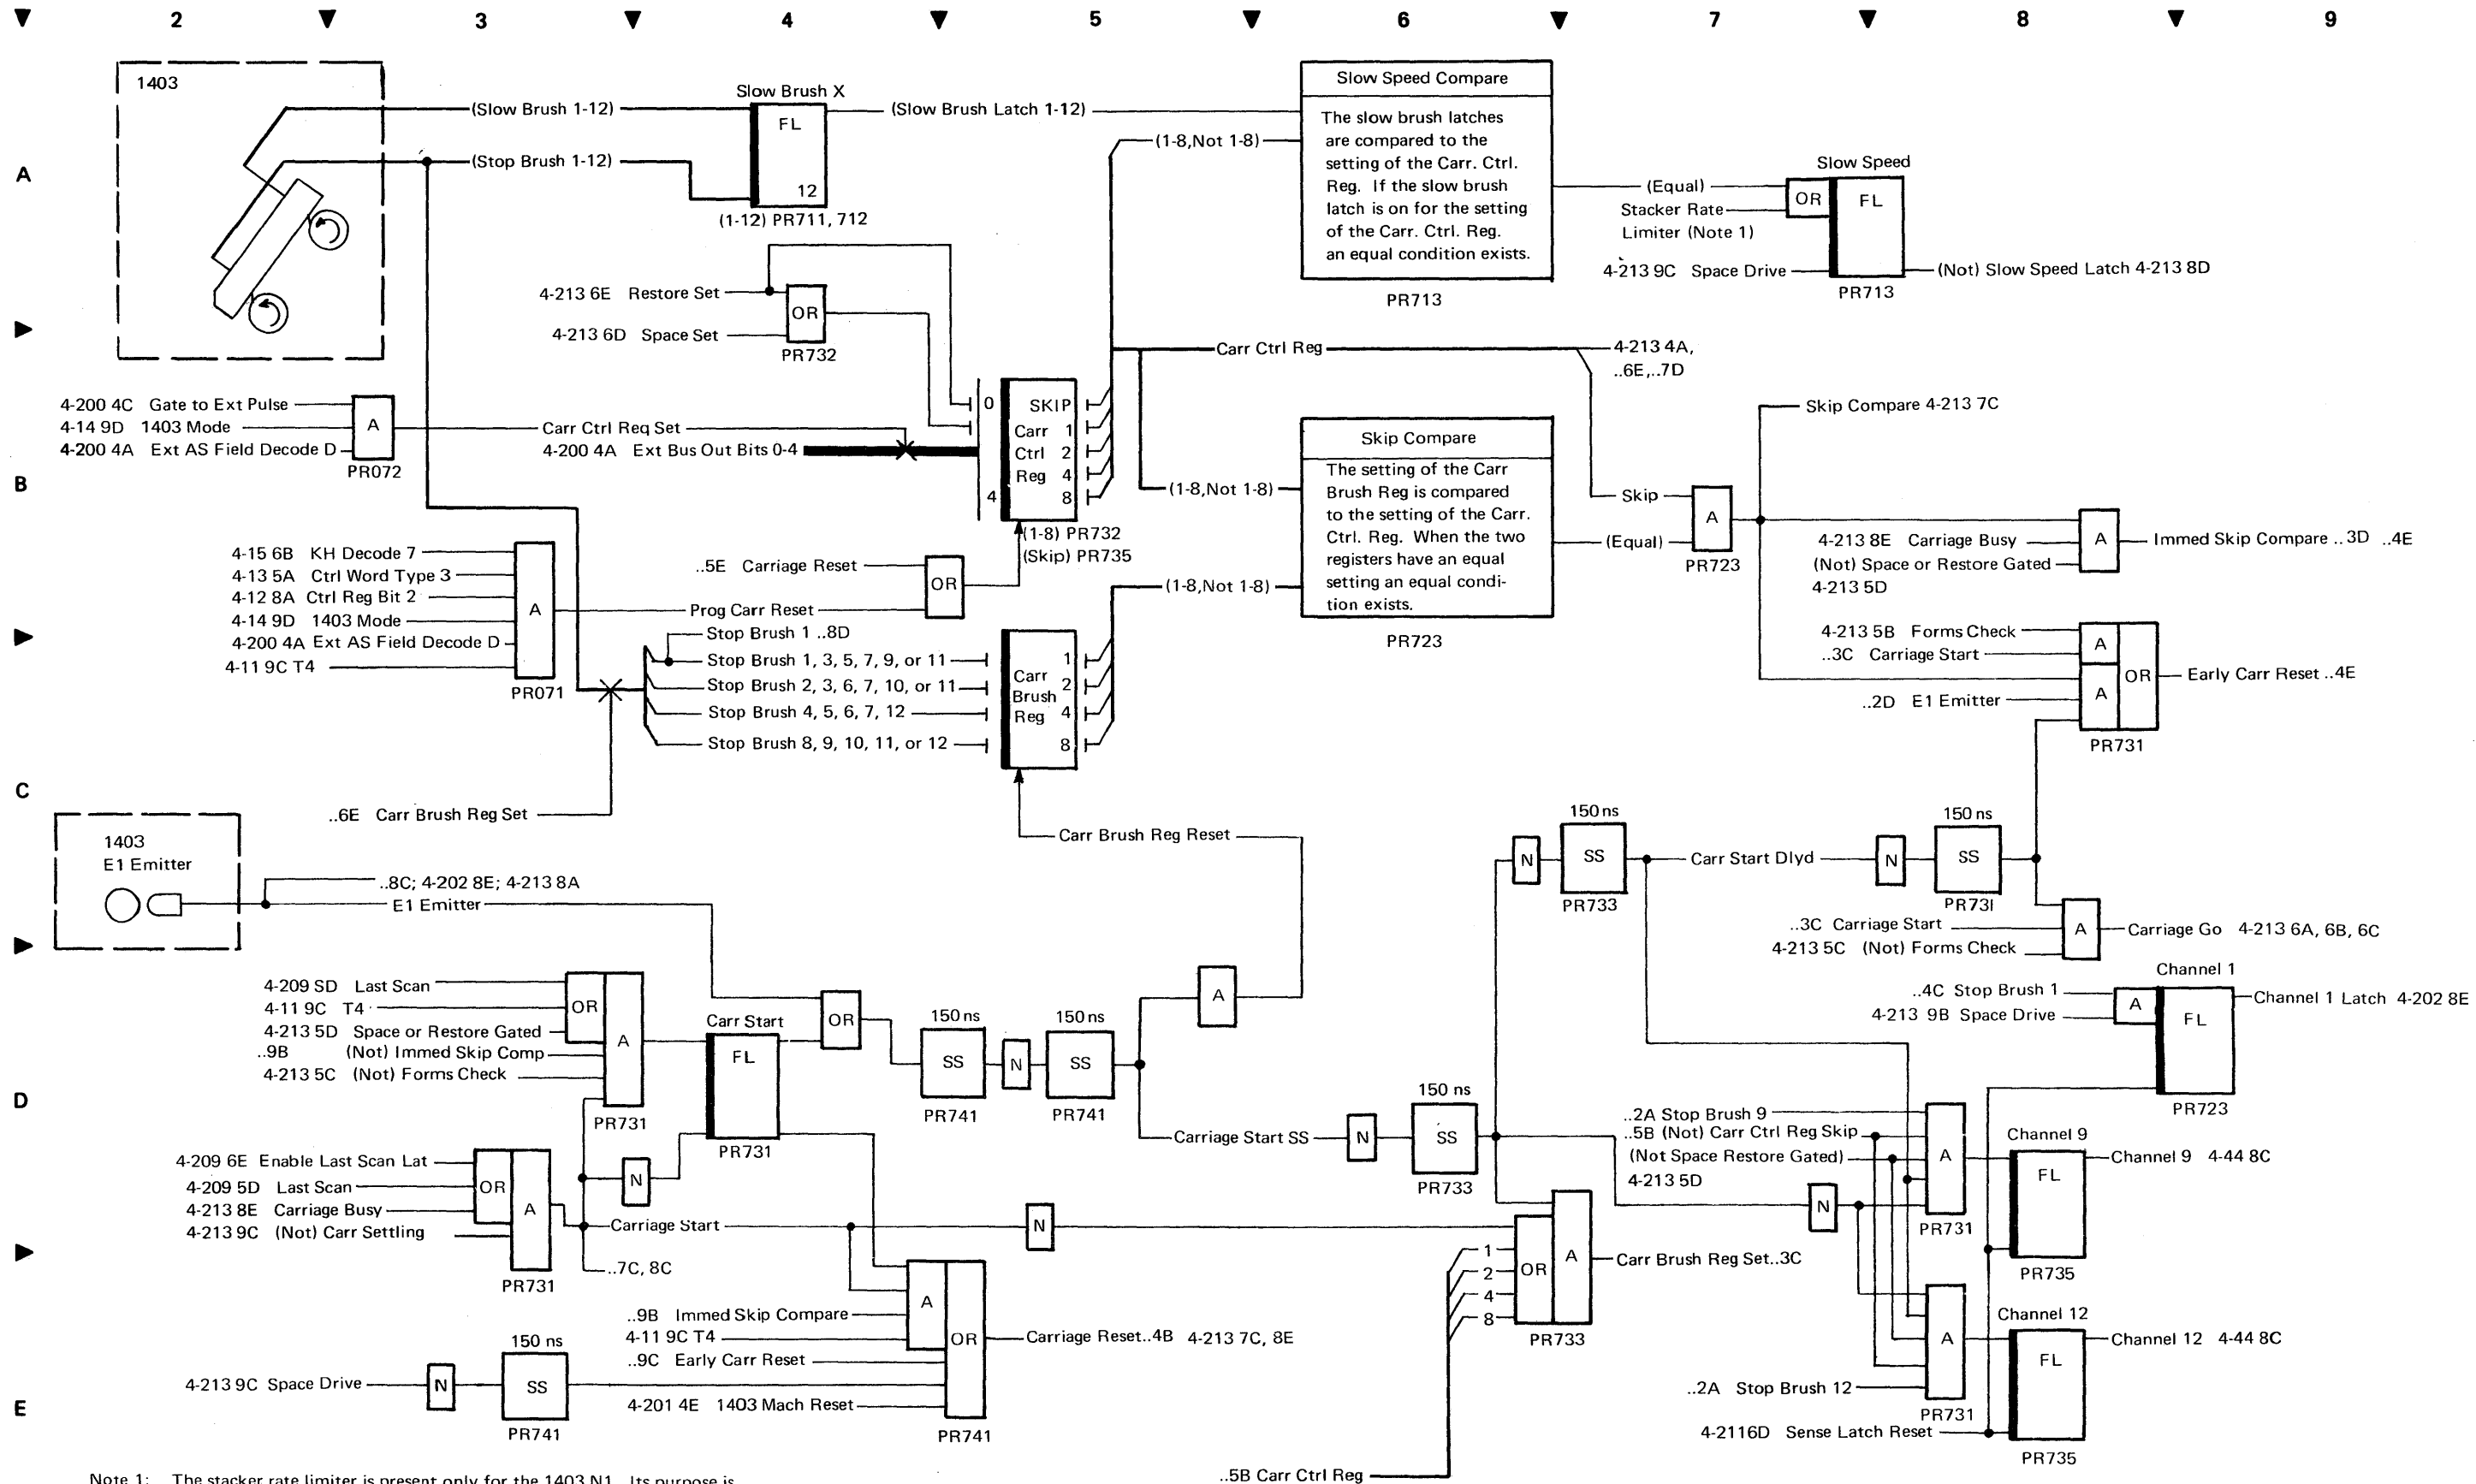 2 3 4 5 6 7 8 9
A
B
C
D
E
1403
(Slow Brush 1-12)
(Stop Brush 1-12)
Slow Brush X
FL
12
(1-12) PR711, 712
(Slow Brush Latch 1-12)
(1-8,Not 1-8)
Slow Speed Compare
The slow brush latches
are compared to the
setting of the Carr. Ctrl.
Reg. If the slow brush
latch is on for the setting
of the Carr. Ctrl. Reg.
an equal condition exists.
PR713
(Equal)
Stacker Rate
Limiter (Note 1)
4-213 9C Space Drive
OR
Slow Speed
FL
PR713
(Not) Slow Speed Latch 4-213 8D
4-213 6E Restore Set
4-213 6D Space Set
OR
PR732
Carr Ctrl Reg
4-213 4A,
..6E,..7D
4-200 4C Gate to Ext Pulse
4-14 9D 1403 Mode
4-200 4A Ext AS Field Decode D
A
PR072
Carr Ctrl Req Set
4-200 4A Ext Bus Out Bits 0-4
0
4
SKIP
Carr 1
Ctrl 2
Reg 4
8
(1-8) PR732
(Skip) PR735
(1-8,Not 1-8)
Skip Compare
The setting of the Carr
Brush Reg is compared
to the setting of the Carr.
Ctrl. Reg. When the two
registers have an equal
setting an equal condi-
tion exists.
PR723
Skip
(Equal)
A
PR723
Skip Compare 4-213 7C
4-213 8E Carriage Busy
(Not) Space or Restore Gated
4-213 5D
A
Immed Skip Compare .. 3D ..4E
4-15 6B KH Decode 7
4-13 5A Ctrl Word Type 3
4-12 8A Ctrl Reg Bit 2
4-14 9D 1403 Mode
4-200 4A Ext AS Field Decode D
4-11 9C T4
A
PR071
..5E Carriage Reset
Prog Carr Reset
OR
Stop Brush 1 ..8D
Stop Brush 1, 3, 5, 7, 9, or 11
Stop Brush 2, 3, 6, 7, 10, or 11
Stop Brush 4, 5, 6, 7, 12
Stop Brush 8, 9, 10, 11, or 12
1
Carr
Brush 2
Reg 4
8
(1-8,Not 1-8)
4-213 5B Forms Check
..3C Carriage Start
..2D E1 Emitter
A
A
OR
PR731
Early Carr Reset ..4E
..6E Carr Brush Reg Set
Carr Brush Reg Reset
1403
E1 Emitter
..8C; 4-202 8E; 4-213 8A
E1 Emitter
N
150 ns
SS
PR733
Carr Start Dlyd
N
150 ns
SS
PR731
..3C Carriage Start
4-213 5C (Not) Forms Check
A
Carriage Go 4-213 6A, 6B, 6C
4-209 SD Last Scan
4-11 9C T4
4-213 5D Space or Restore Gated
..9B (Not) Immed Skip Comp
4-213 5C (Not) Forms Check
OR
A
PR731
Carr Start
FL
PR731
OR
150 ns
SS
PR741
N
150 ns
SS
PR741
A
..4C Stop Brush 1
4-213 9B Space Drive
A
Channel 1
FL
PR723
Channel 1 Latch 4-202 8E
Carriage Start SS
N
150 ns
SS
PR733
..2A Stop Brush 9
..5B (Not) Carr Ctrl Reg Skip
(Not Space Restore Gated)
4-213 5D
N
A
PR731
Channel 9
FL
PR735
Channel 9 4-44 8C
4-209 6E Enable Last Scan Lat
4-209 5D Last Scan
4-213 8E Carriage Busy
4-213 9C (Not) Carr Settling
OR
A
PR731
N
Carriage Start
N
..7C, 8C
1
2
4
8
OR
A
PR733
Carr Brush Reg Set..3C
..9B Immed Skip Compare
4-11 9C T4
..9C Early Carr Reset
4-201 4E 1403 Mach Reset
A
OR
PR741
Carriage Reset..4B 4-213 7C, 8E
4-213 9C Space Drive
N
150 ns
SS
PR741
..2A Stop Brush 12
A
PR731
Channel 12
FL
PR735
Channel 12 4-44 8C
4-2116D Sense Latch Reset
..5B Carr Ctrl Reg
Note 1: The stacker rate limiter is present only for the 1403 N1. Its purpose is